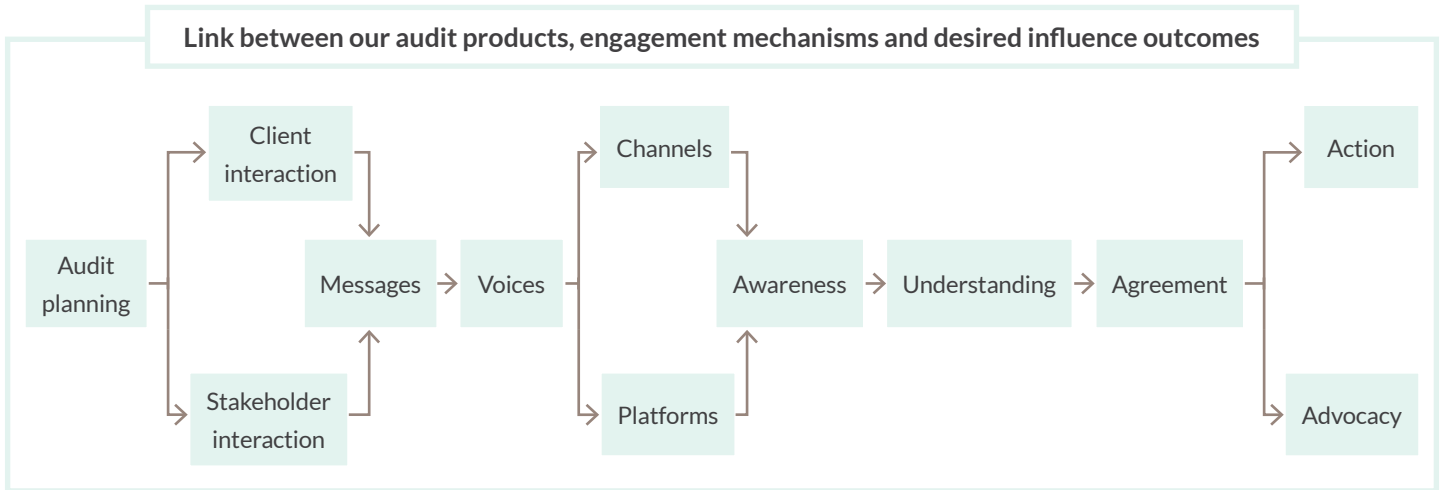 Link between our audit products, engagement mechanisms and desired influence outcomes
Audit
planning
Client
interaction
Stakeholder
interaction
Messages
Voices
Channels
Platforms
Awareness
Understanding
Agreement
Action
Advocacy